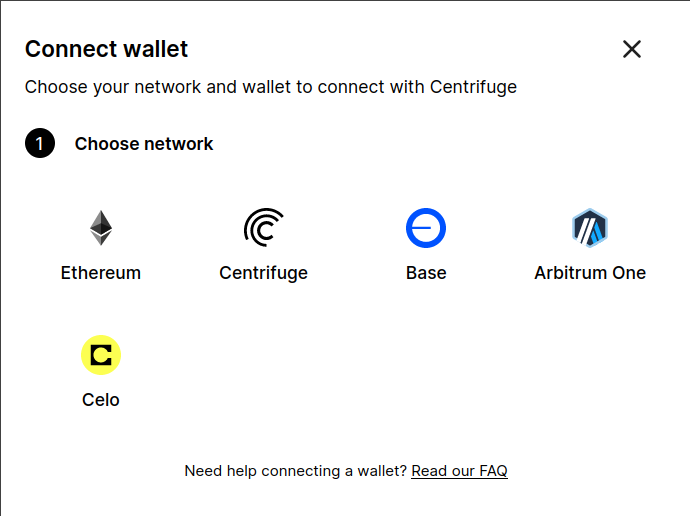 Connect wallet
Choose your network and wallet to connect with Centrifuge
1 Choose network
Ethereum Centrifuge Base Arbitrum One
Celo
Need help connecting a wallet? Read our FAQ